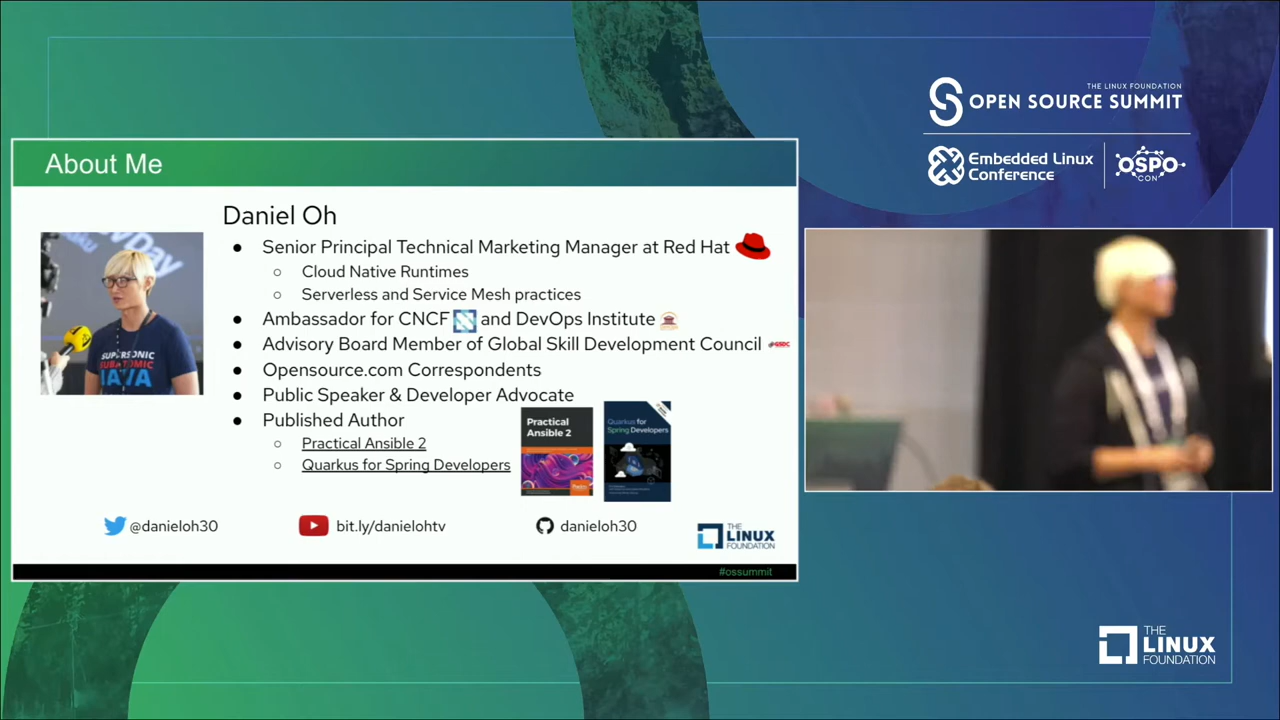 THE LINUX FOUNDATION
OPEN SOURCE SUMMIT
Embedded Linux
Conference
OSPO
CON
About Me
Daniel Oh
● Senior Principal Technical Marketing Manager at Red Hat
○ Cloud Native Runtimes
○ Serverless and Service Mesh practices
● Ambassador for CNCF and DevOps Institute
● Advisory Board Member of Global Skill Development Council GSDC
● Opensource.com Correspondents
● Public Speaker & Developer Advocate
● Published Author
○ Practical Ansible 2
○ Quarkus for Spring Developers
Practical
Ansible 2
Quarkus for
Spring Developers
SUPERSONIC
SUBATOMIC
JAVA
@danieloh30
bit.ly/danielohtv
danieloh30
THE
LINUX
FOUNDATION
#ossummit
THE
LINUX
FOUNDATION